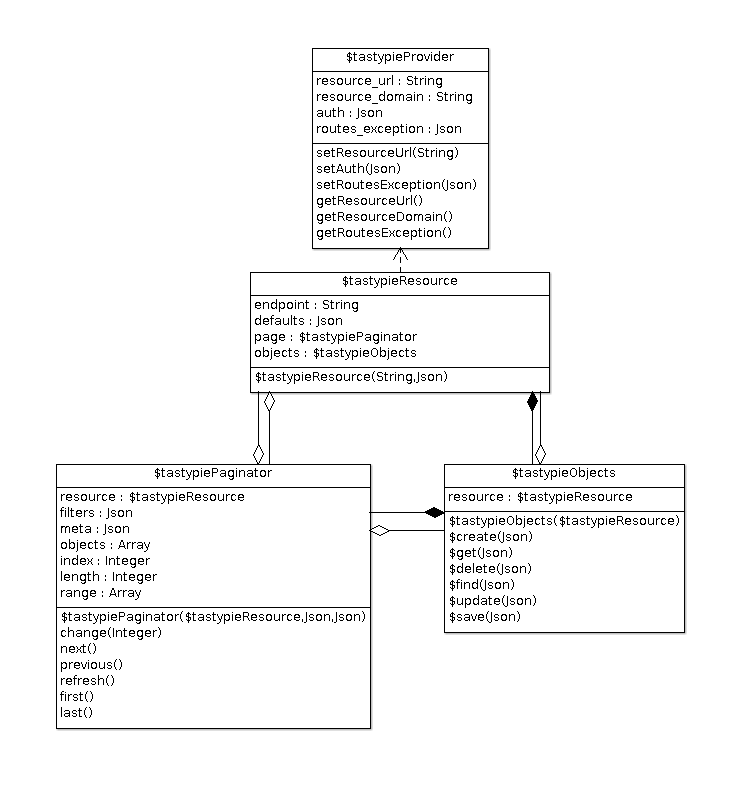 $tastypieProvider
resource_url : String
resource_domain : String
auth : Json
routes_exception : Json
setResourceUrl(String)
setAuth(Json)
setRoutesException(Json)
getResourceUrl()
getResourceDomain()
getRoutesException()
$tastypieResource
endpoint : String
defaults : Json
page : $tastypiePaginator
objects : $tastypieObjects
$tastypieResource(String,Json)
$tastypiePaginator
resource : $tastypieResource
filters : Json
meta : Json
objects : Array
index : Integer
length : Integer
range : Array
$tastypiePaginator($tastypieResource,Json,Json)
change(Integer)
next()
previous()
refresh()
first()
last()
$tastypieObjects
resource : $tastypieResource
$tastypieObjects($tastypieResource)
$create(Json)
$get(Json)
$delete(Json)
$find(Json)
$update(Json)
$save(Json)